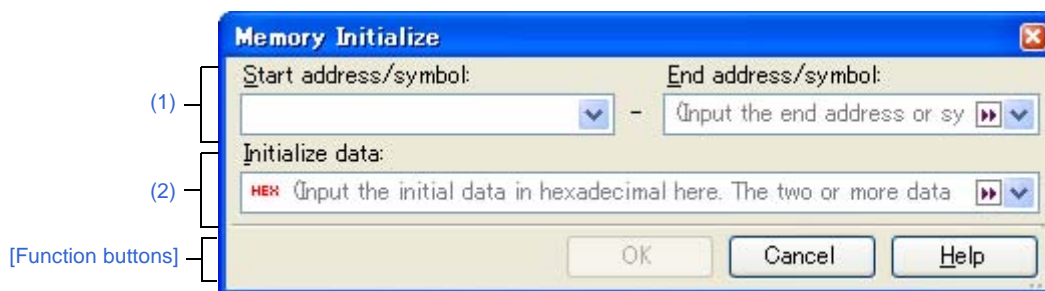 Memory Initialize
(1)
Start address/symbol:
End address/symbol:
-
(Input the end address or sy
(2)
Initialize data:
HEX (Input the initial data in hexadecimal here. The two or more data
[Function buttons]
OK
Cancel
Help